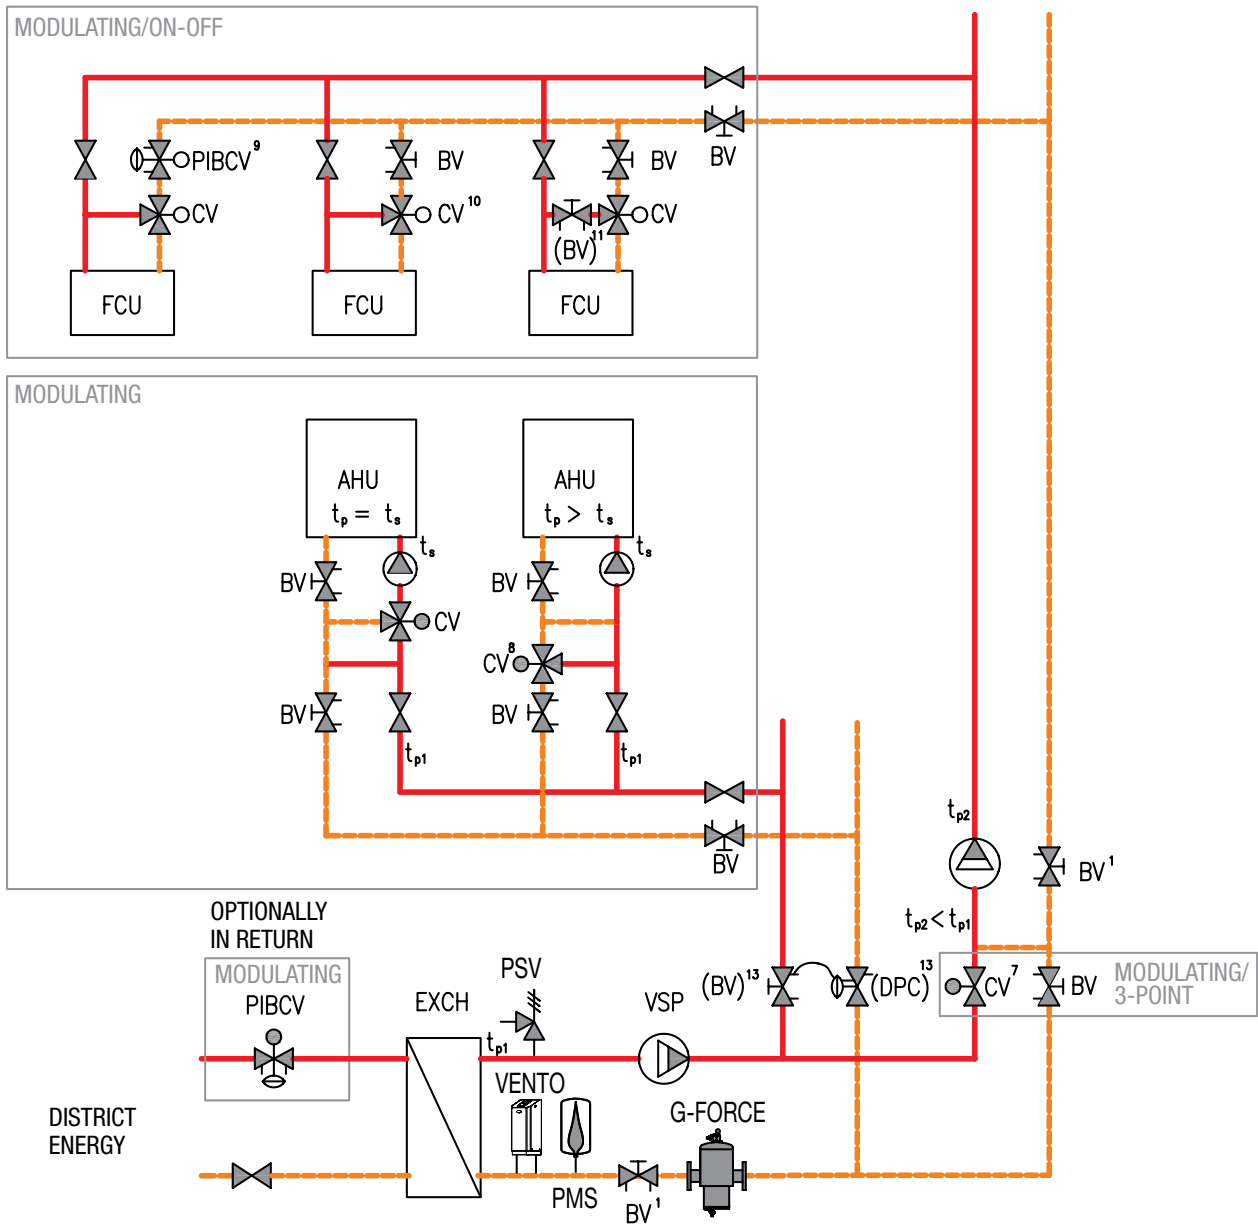 MODULATING/ON-OFF
BV
PIBCV⁹
BV
BV
CV
CV¹⁰
CV
(BV)¹¹
FCU
FCU
FCU
MODULATING
AHU
tp = ts
AHU
tp > ts
ts
ts
BV
BV
CV
CV⁸
BV
BV
tp1
tp1
BV
tp2
BV¹
tp2 < tp1
OPTIONALLY
IN RETURN
MODULATING
PIBCV
EXCH
PSV
VSP
(BV)¹³
(DPC)¹³
CV⁷
BV
MODULATING/
3-POINT
tp1
VENTO
G-FORCE
DISTRICT
ENERGY
PMS
BV¹